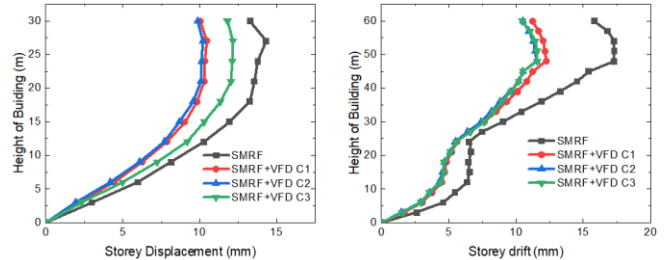 Height of Building (m)
30
25
20
15
10
5
0
SMRF
SMRF+VFD C1
SMRF+VFD C2
SMRF+VFD C3
0
5
10
15
Storey Displacement (mm)
Height of Building (m)
60
50
40
30
20
10
0
SMRF
SMRF+VFD C1
SMRF+VFD C2
SMRF+VFD C3
0
5
10
15
20
Storey drift (mm)